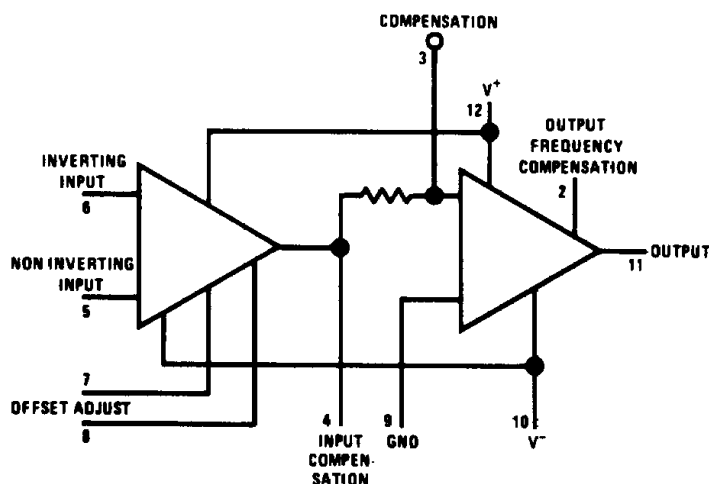 COMPENSATION
3
V+
12
OUTPUT
FREQUENCY
COMPENSATION
2
INVERTING
INPUT
6
NON INVERTING
INPUT
5
OUTPUT
11
7
OFFSET ADJUST
8
4
INPUT
COMPEN-
SATION
9
GND
10
V-